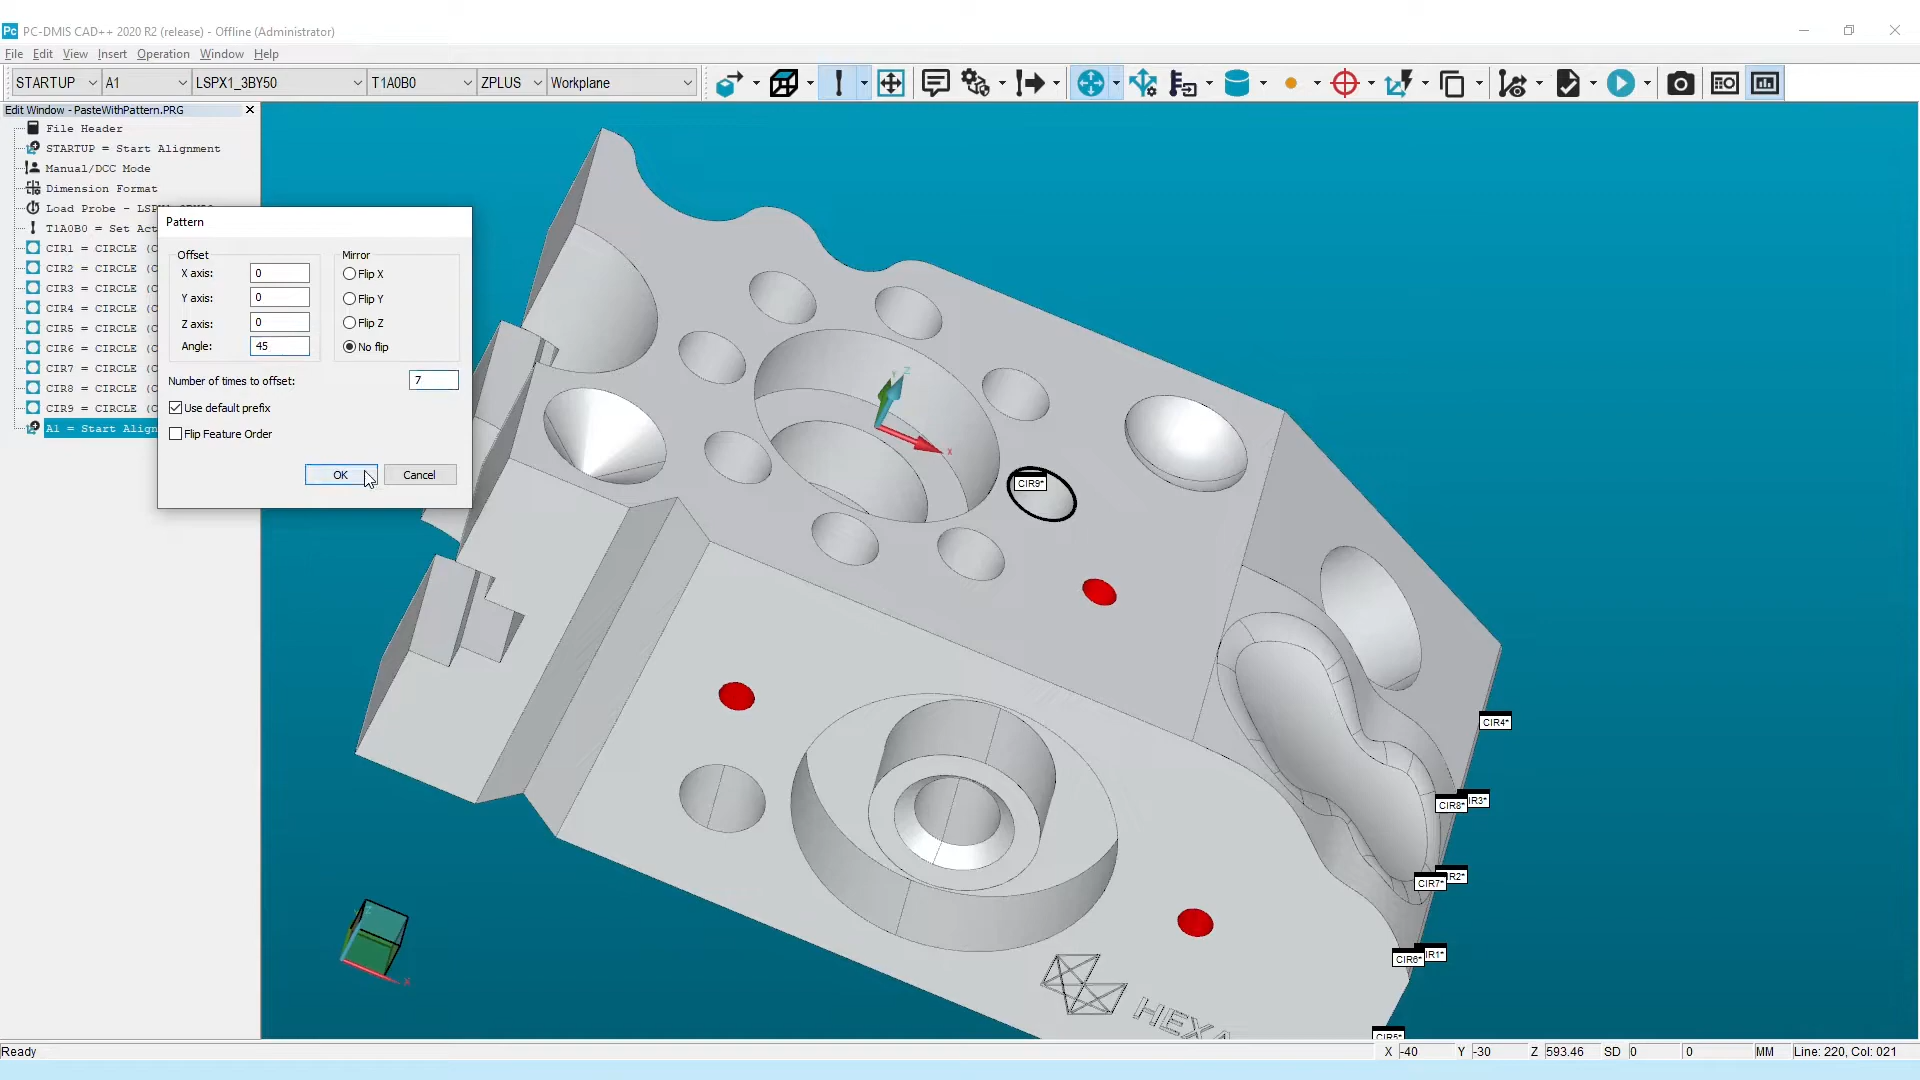 PC-DMIS CAD++ 2020 R2 (release) - Offline (Administrator)
File Edit View Insert Operation Window Help
STARTUP A1 LSPX1_3BY50 T1A0B0 ZPLUS Workplane
Edit Window - PasteWithPattern.PRG
File Header
STARTUP = Start Alignment
Manual/DCC Mode
Dimension Format
Load Probe -
T1A0B0 = Set Act
CIR1 = CIRCLE (C
CIR2 = CIRCLE (C
CIR3 = CIRCLE (C
CIR4 = CIRCLE (C
CIR5 = CIRCLE (C
CIR6 = CIRCLE (C
CIR7 = CIRCLE (C
CIR8 = CIRCLE (C
CIR9 = CIRCLE (C
A1 = Start Align
Pattern
Offset
X axis: 0
Y axis: 0
Z axis: 0
Angle: 45
Mirror
Flip X
Flip Y
Flip Z
No flip
Number of times to offset: 7
Use default prefix
Flip Feature Order
OK Cancel
Y Z
X
CIR9*
CIR4*
CIR8* IR3*
CIR7* R2*
CIR6* IR1*
CIR5*
HEXA
X
Ready X -40 Y -30 Z 593.46 SD 0 0 MM Line: 220, Col: 021